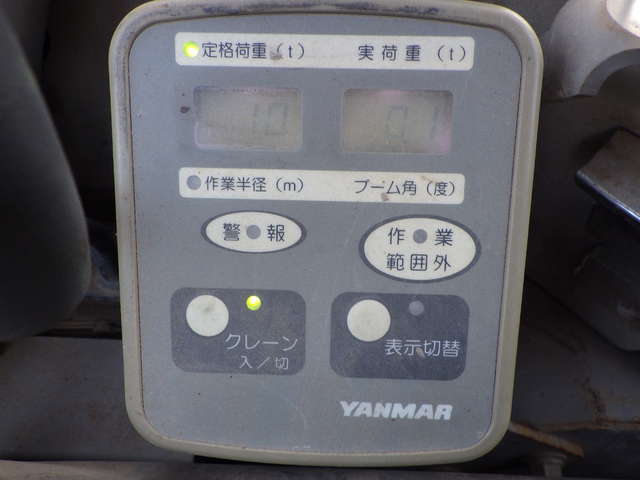 定格荷重(t) 実荷重(t)
1.0 0.1
作業半径(m) ブーム角(度)
警報 作業
範囲外
クレーン 表示切替
入/切
YANMAR